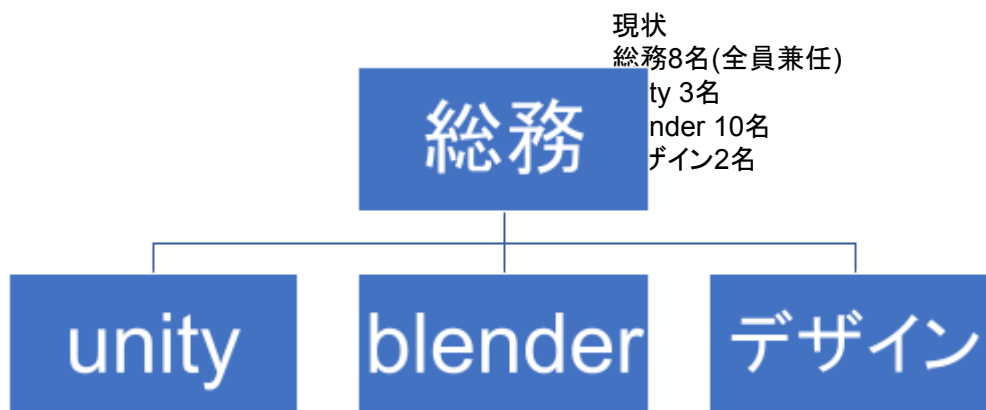 現状
総務8名(全員兼任)
ty 3名
nder 10名
ザイン2名
総務
unity
blender
デザイン